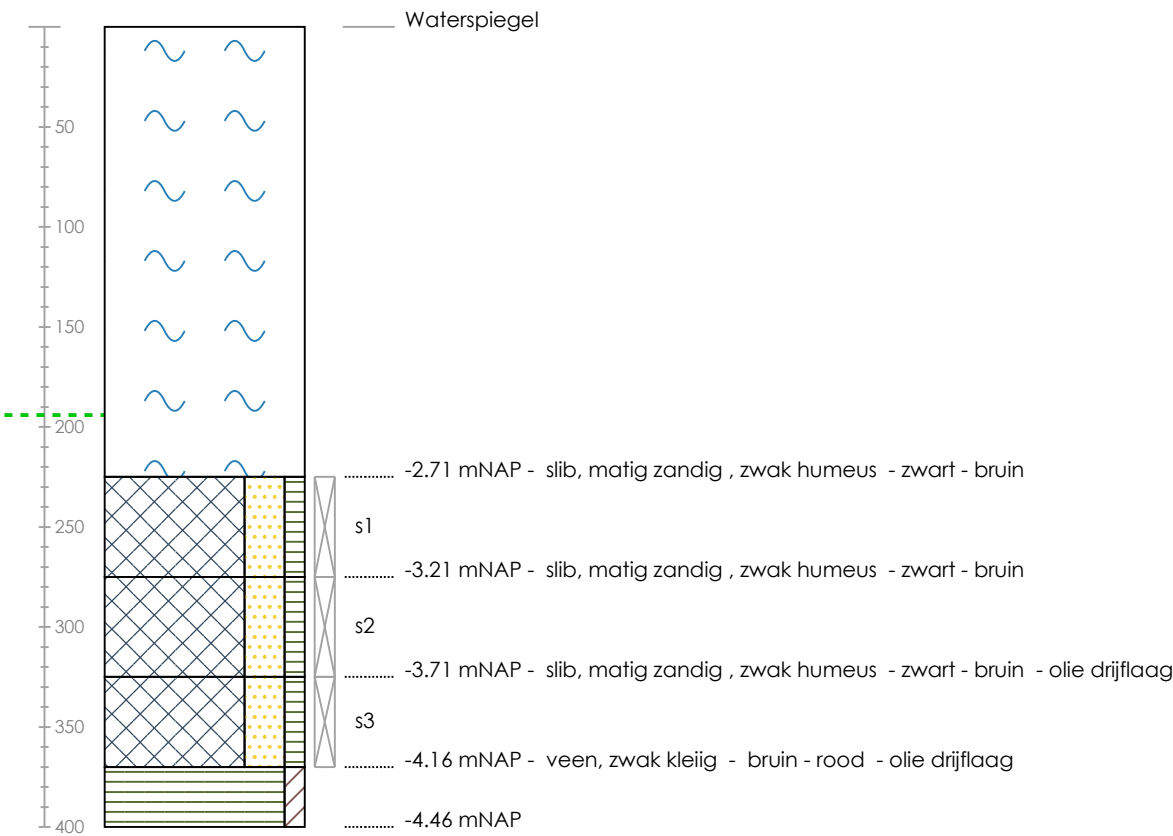 Waterspiegel
50
100
150
200
-2.71 mNAP - slib, matig zandig , zwak humeus - zwart - bruin
250
s1
-3.21 mNAP - slib, matig zandig , zwak humeus - zwart - bruin
300
s2
-3.71 mNAP - slib, matig zandig , zwak humeus - zwart - bruin - olie drijflaag
350
s3
-4.16 mNAP - veen, zwak kleiig - bruin - rood - olie drijflaag
400
-4.46 mNAP